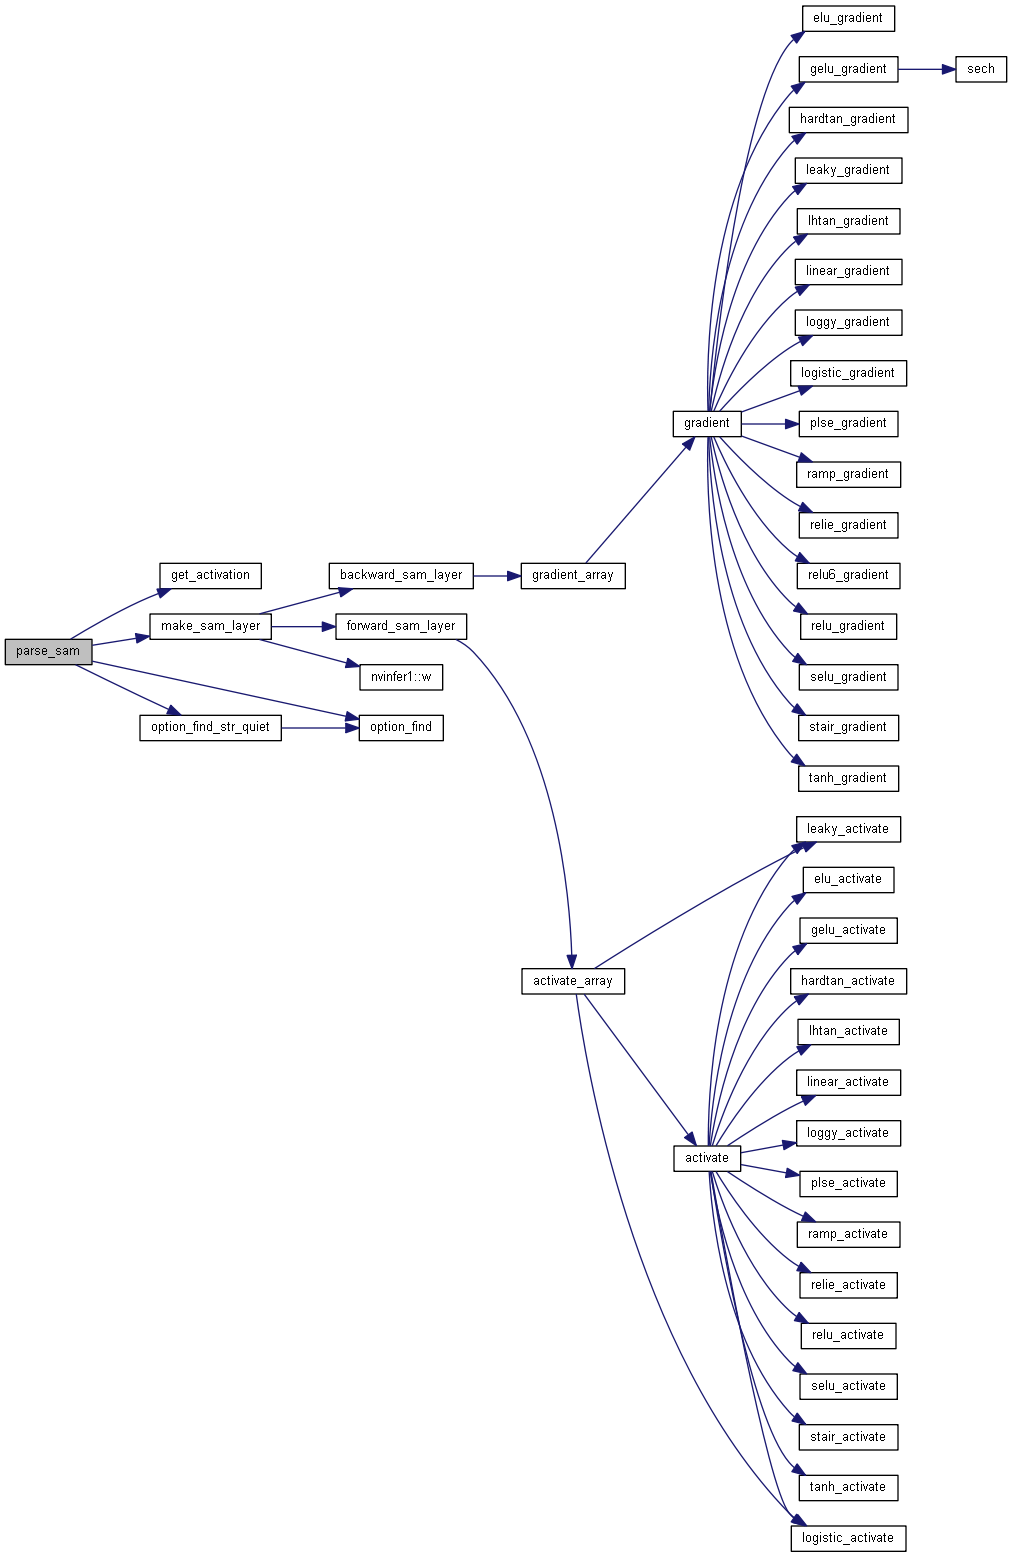 elu_gradient
gelu_gradient
sech
hardtan_gradient
leaky_gradient
lhtan_gradient
linear_gradient
loggy_gradient
logistic_gradient
gradient
plse_gradient
ramp_gradient
relie_gradient
get_activation
backward_sam_layer
gradient_array
relu6_gradient
make_sam_layer
forward_sam_layer
relu_gradient
parse_sam
nvinfer1::w
selu_gradient
option_find_str_quiet
option_find
stair_gradient
tanh_gradient
leaky_activate
elu_activate
gelu_activate
activate_array
hardtan_activate
lhtan_activate
linear_activate
loggy_activate
activate
plse_activate
ramp_activate
relie_activate
relu_activate
selu_activate
stair_activate
tanh_activate
logistic_activate